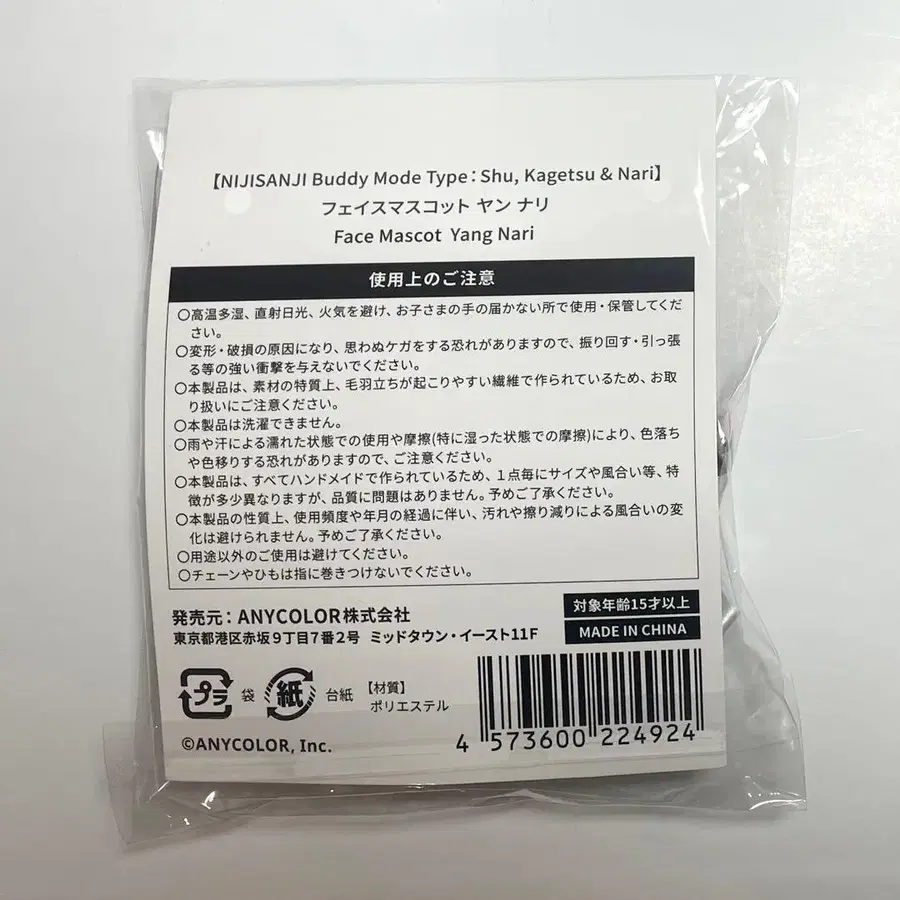 【NIJISANJI Buddy Mode Type：Shu, Kagetsu & Nari】
フェイスマスコット ヤン ナリ
Face Mascot Yang Nari
使用上のご注意
〇高温多湿、直射日光、火気を避け、お子さまの手の届かない所で使用・保管してくだ
さい。
〇変形・破損の原因になり、思わぬケガをする恐れがありますので、振り回す・引っ張
る等の強い衝撃を与えないでください。
〇本製品は、素材の特質上、毛羽立ちが起こりやすい繊維で作られているため、お取
り扱いにご注意ください。
〇本製品は洗濯できません。
〇雨や汗による濡れた状態での使用や摩擦(特に湿った状態での摩擦)により、色落ち
や色移りする恐れがありますので、ご注意ください。
〇本製品は、すべてハンドメイドで作られているため、１点毎にサイズや風合い等、特
徴が多少異なりますが、品質に問題はありません。予めご了承ください。
〇本製品の性質上、使用頻度や年月の経過に伴い、汚れや擦り減りによる風合いの変
化は避けられません。予めご了承ください。
〇用途以外のご使用は避けてください。
〇チェーンやひもは指に巻きつけないでください。
発売元：ANYCOLOR株式会社
東京都港区赤坂９丁目７番２号 ミッドタウン・イースト11F
対象年齢15才以上
MADE IN CHINA
プラ 袋 紙 台紙
【材質】
ポリエステル
©ANYCOLOR, Inc.
4 573600 224924